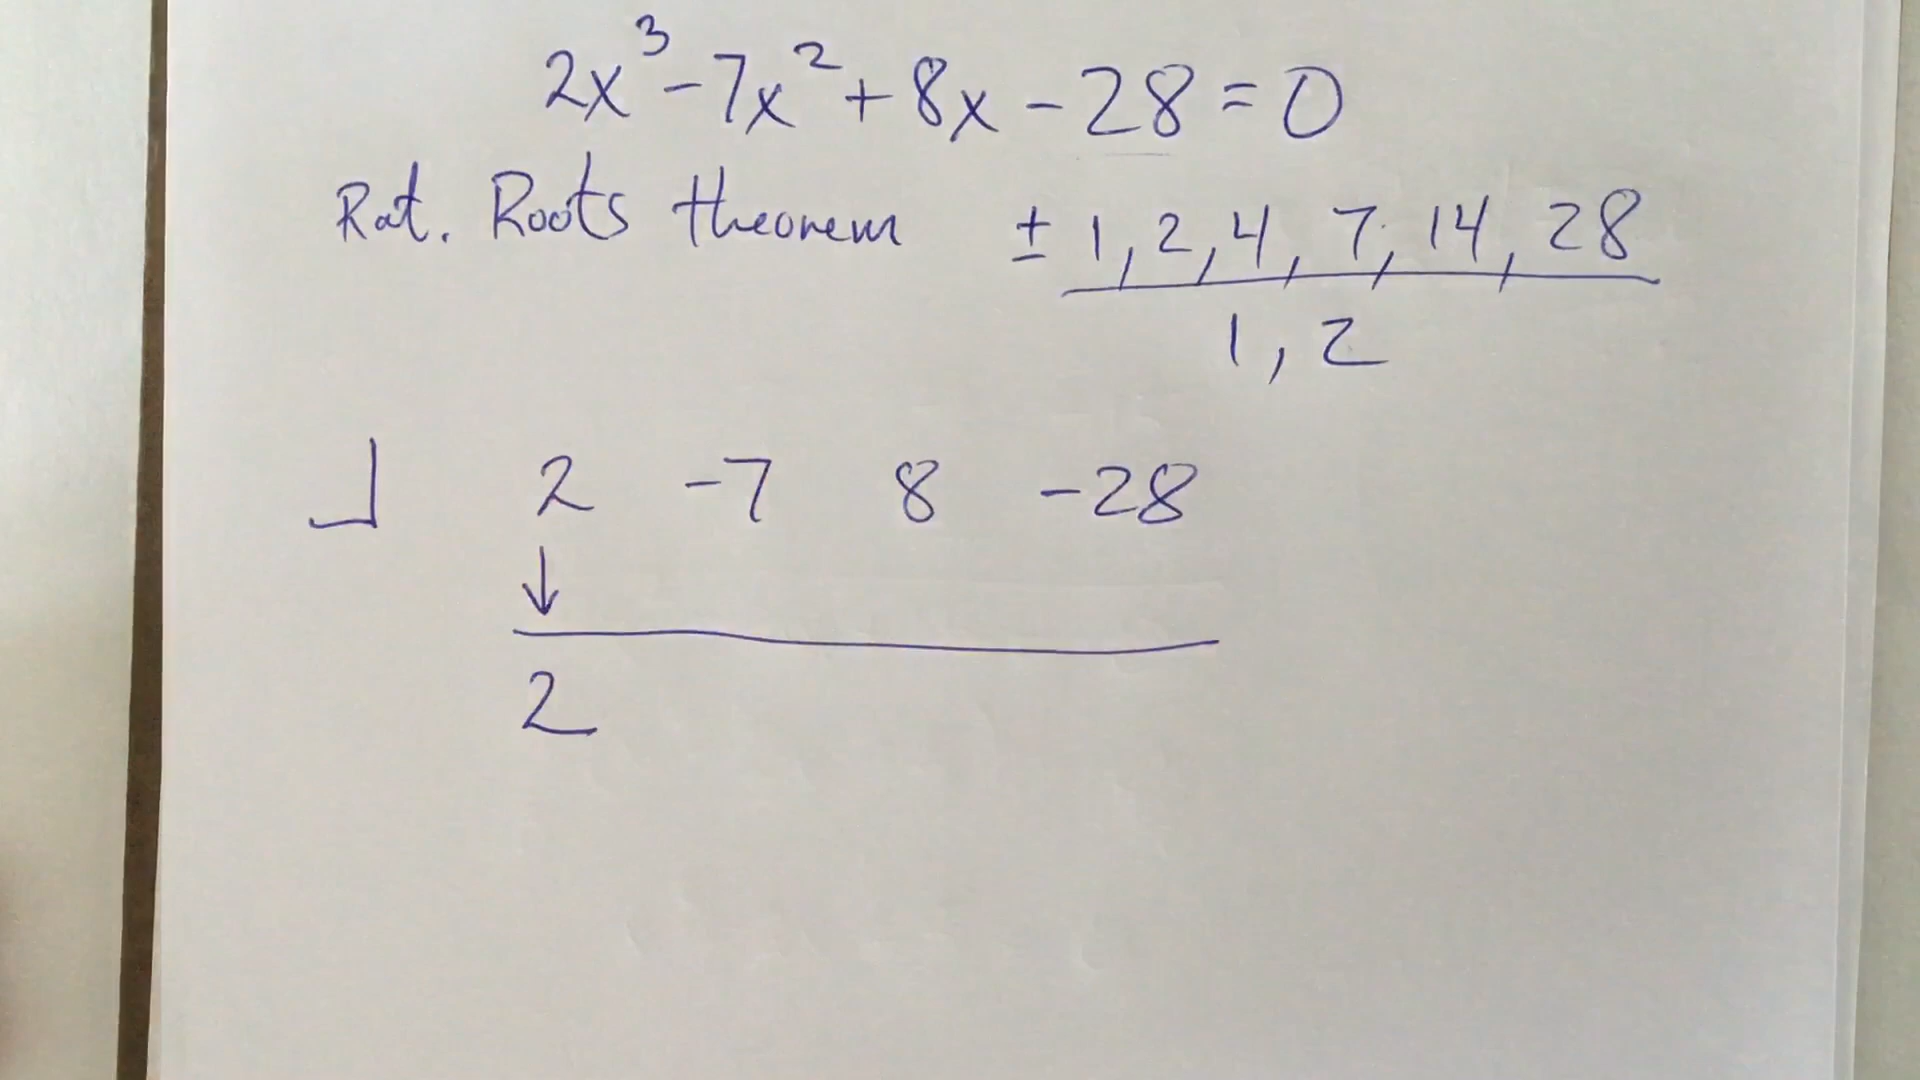 2x³-7x²+8x-28=0
Rat. Roots theorem ± 1, 2, 4, 7, 14, 28
1, 2
2 -7 8 -28
↓
2